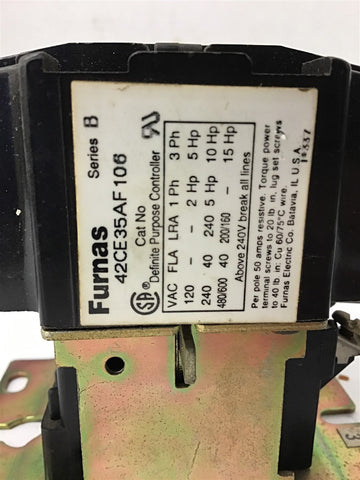 Furnas Series B
Cat No
42CE35AF106
Definite Purpose Controller
SA
VAC FLA LRA 1 Ph 3 Ph
120 – – 2 Hp 5 Hp
240 40 240 5 Hp 10 Hp
480/600 40 200/160 – 15 Hp
Above 240V break all lines
Per pole 50 amps resistive. Torque power
terminal screws to 20 lb in, lug set screws
to 40 lb in: Cu 60/75°C wire.
Furnas Electric Co. Batavia, IL U.S.A.
3